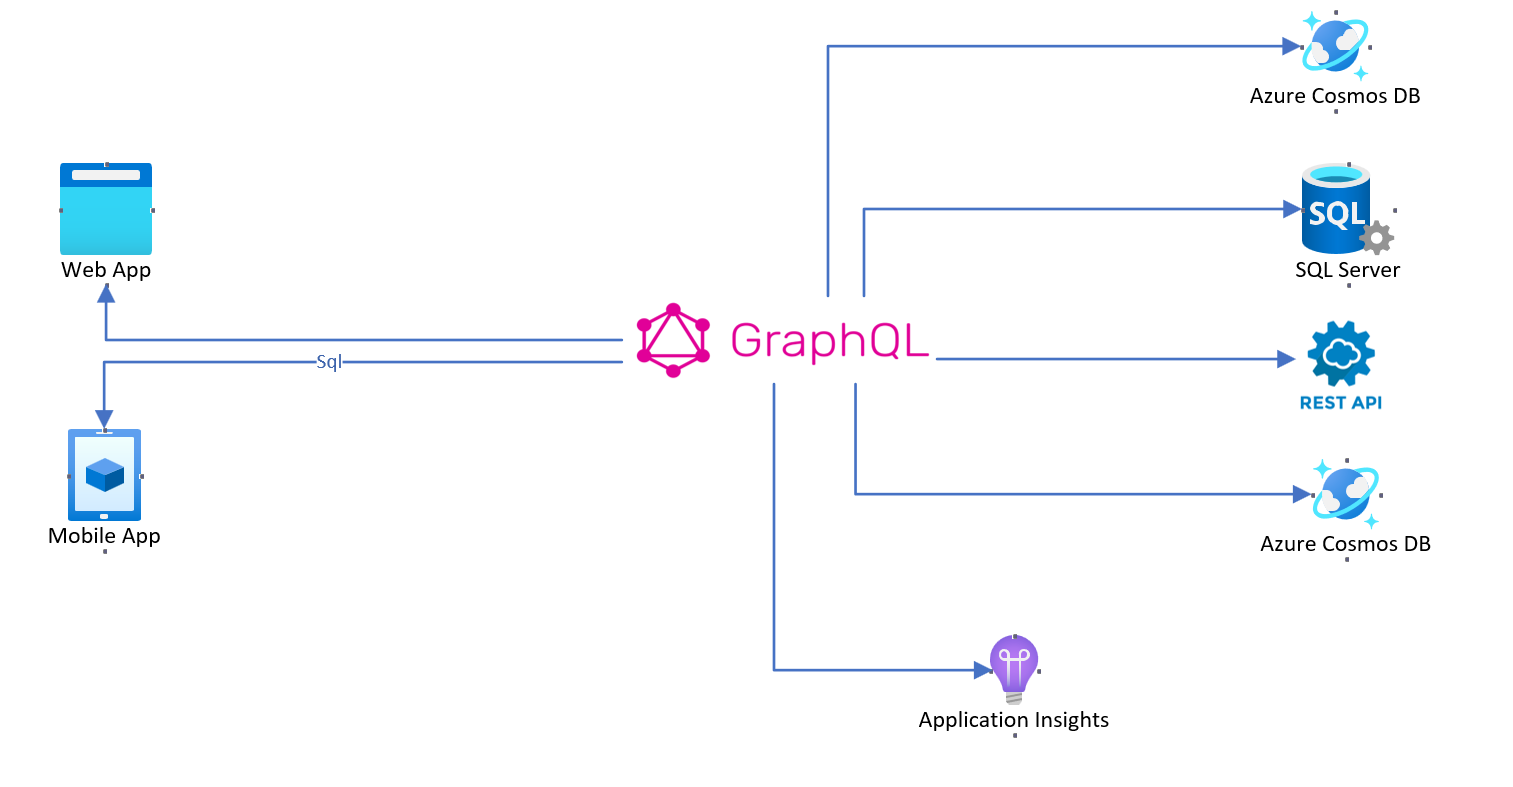 Azure Cosmos DB
SQL
SQL Server
Web App
GraphQL
Sql
REST API
Mobile App
Azure Cosmos DB
Application Insights